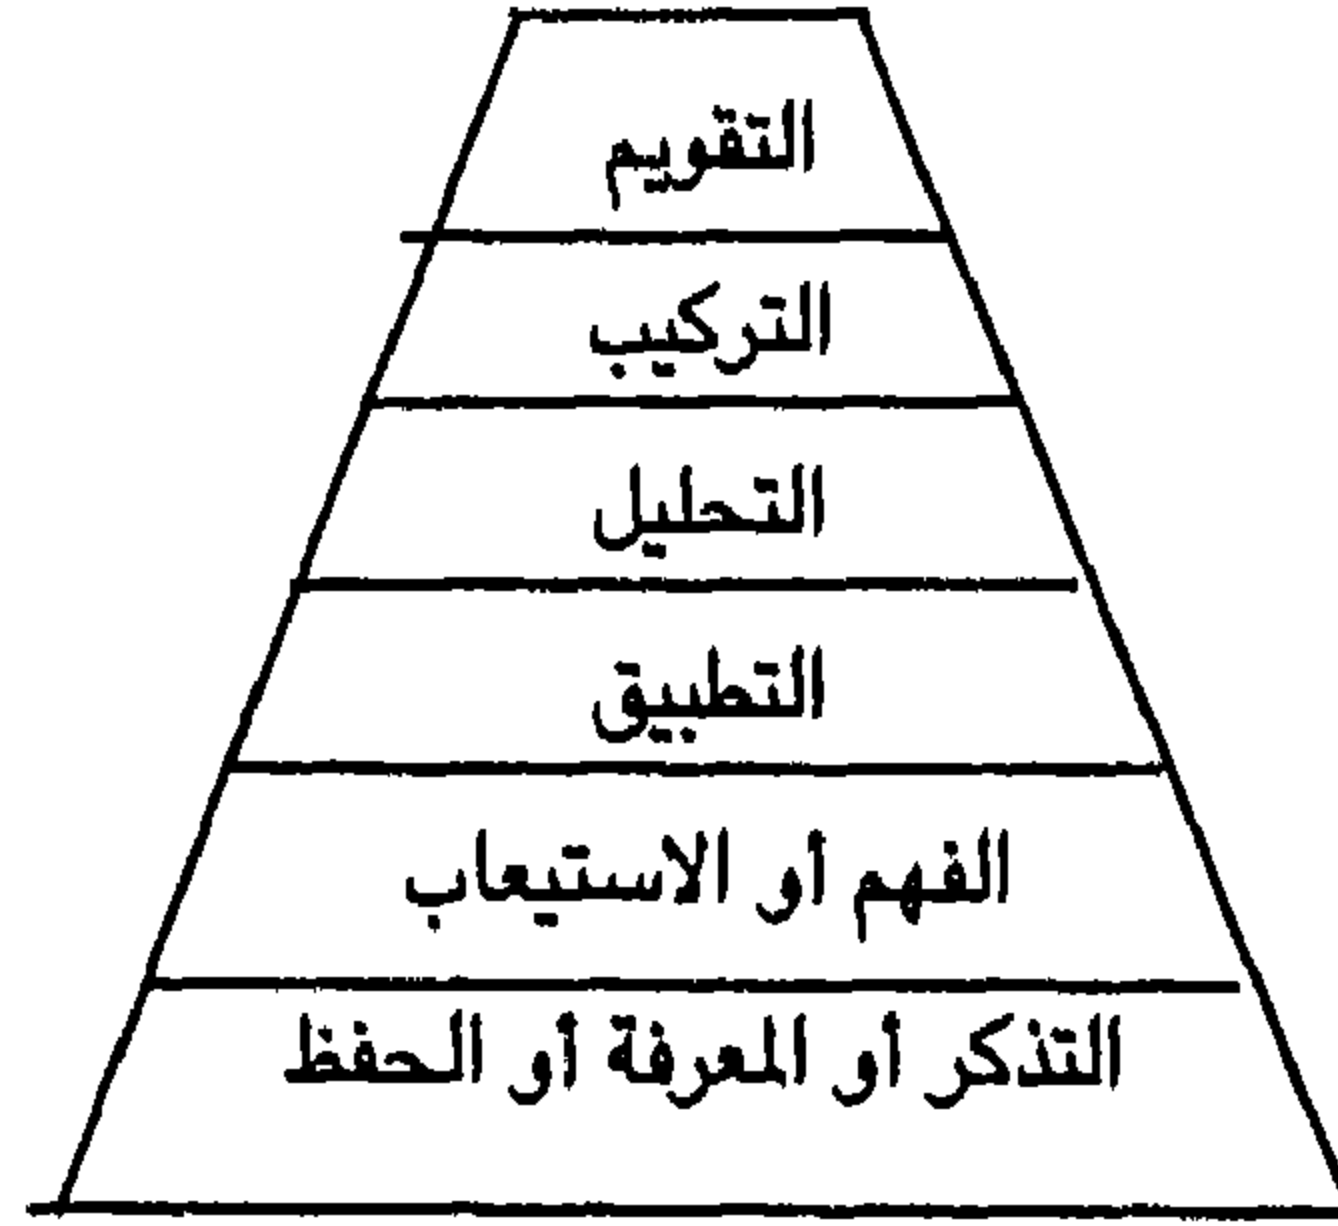 التقويم
التركيب
التحليل
التطبيق
الفهم أو الاستيعاب
التذكر أو المعرفة أو الحفظ